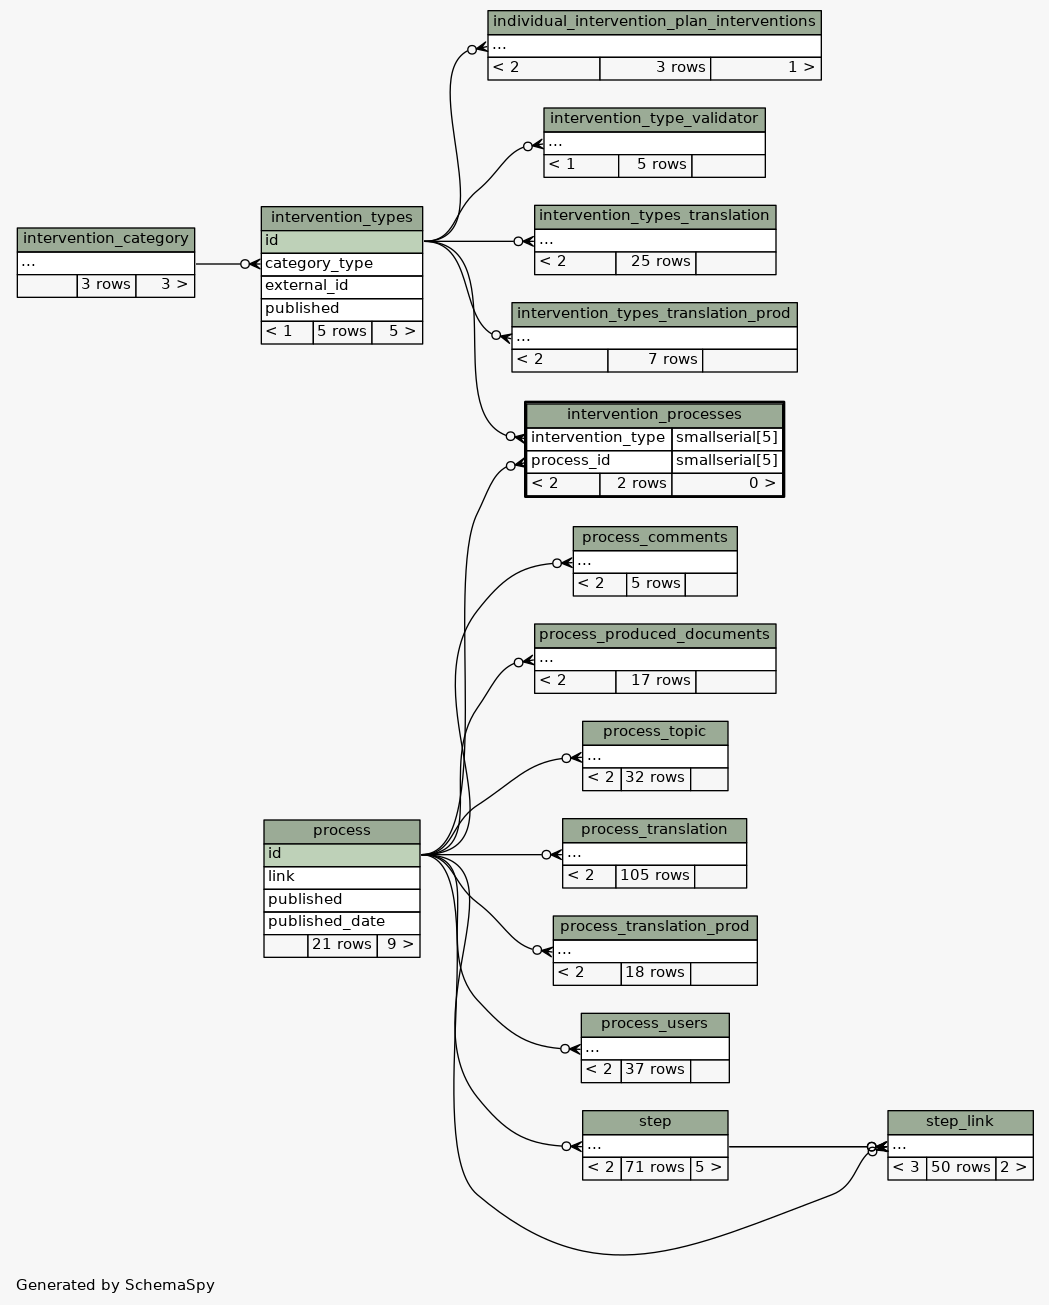 individual_intervention_plan_interventions
...
< 2 3 rows 1 >
intervention_type_validator
...
< 1 5 rows
intervention_types_translation
...
< 2 25 rows
intervention_category
...
3 rows 3 >
intervention_types
id
category_type
external_id
published
< 1 5 rows 5 >
intervention_types_translation_prod
...
< 2 7 rows
intervention_processes
intervention_type smallserial[5]
process_id smallserial[5]
< 2 2 rows 0 >
process_comments
...
< 2 5 rows
process_produced_documents
...
< 2 17 rows
process_topic
...
< 2 32 rows
process
id
link
published
published_date
21 rows 9 >
process_translation
...
< 2 105 rows
process_translation_prod
...
< 2 18 rows
process_users
...
< 2 37 rows
step
...
< 2 71 rows 5 >
step_link
...
< 3 50 rows 2 >
Generated by SchemaSpy